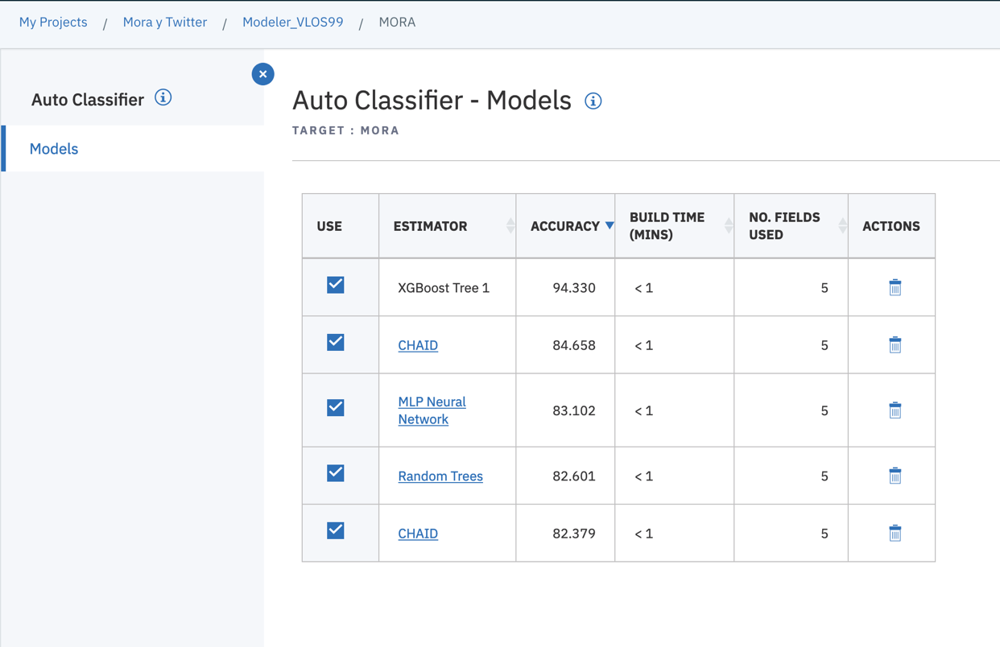 My Projects / Mora y Twitter / Modeler_VLOS99 / MORA
Auto Classifier
Models
Auto Classifier - Models
TARGET : MORA
USE ESTIMATOR ACCURACY BUILD TIME (MINS) NO. FIELDS USED ACTIONS
XGBoost Tree 1 94.330 < 1 5
CHAID 84.658 < 1 5
MLP Neural Network 83.102 < 1 5
Random Trees 82.601 < 1 5
CHAID 82.379 < 1 5